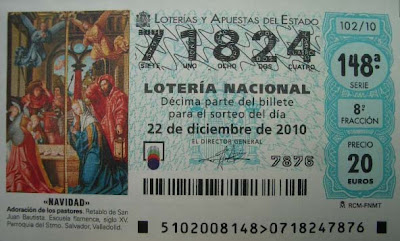 LOTERÍAS Y APUESTAS DEL ESTADO
71824
SIETE UNO OCHO DOS CUATRO
LOTERÍA NACIONAL
Décima parte del billete
para el sorteo del día
22 de diciembre de 2010
EL DIRECTOR GENERAL
7876
102/10
148ª
SERIE
8ª
FRACCIÓN
PRECIO
20
EUROS
RCM-FNMT
«NAVIDAD»
Adoración de los pastores. Retablo de San
Juan Bautista. Escuela flamenca, siglo XV.
Parroquia del Stmo. Salvador, Valladolid.
5102008148>0718247876